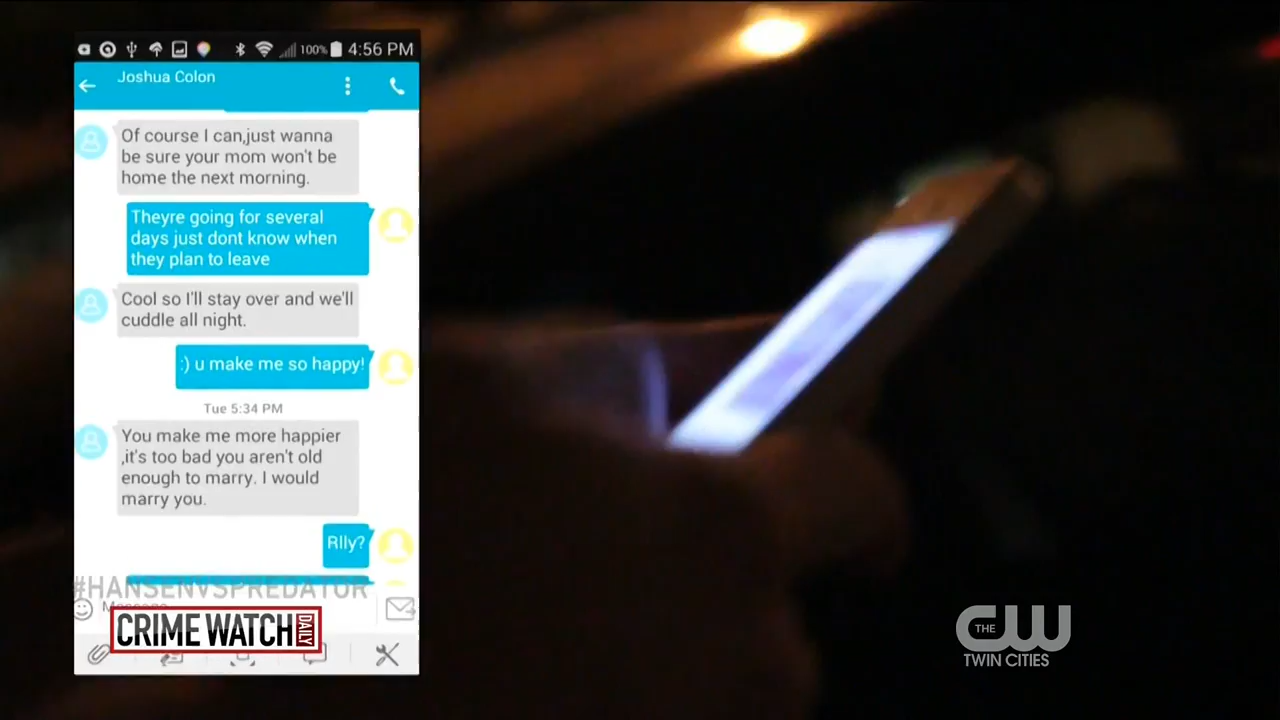 100% 4:56 PM
Joshua Colon
Of course I can,just wanna
be sure your mom won't be
home the next morning.
Theyre going for several
days just dont know when
they plan to leave
Cool so I'll stay over and we'll
cuddle all night.
:) u make me so happy!
Tue 5:34 PM
You make me more happier
,it's too bad you aren't old
enough to marry. I would
marry you.
Rlly?
#HANSENVSPREDATOR
CRIME WATCH DAILY
THE CW
TWIN CITIES